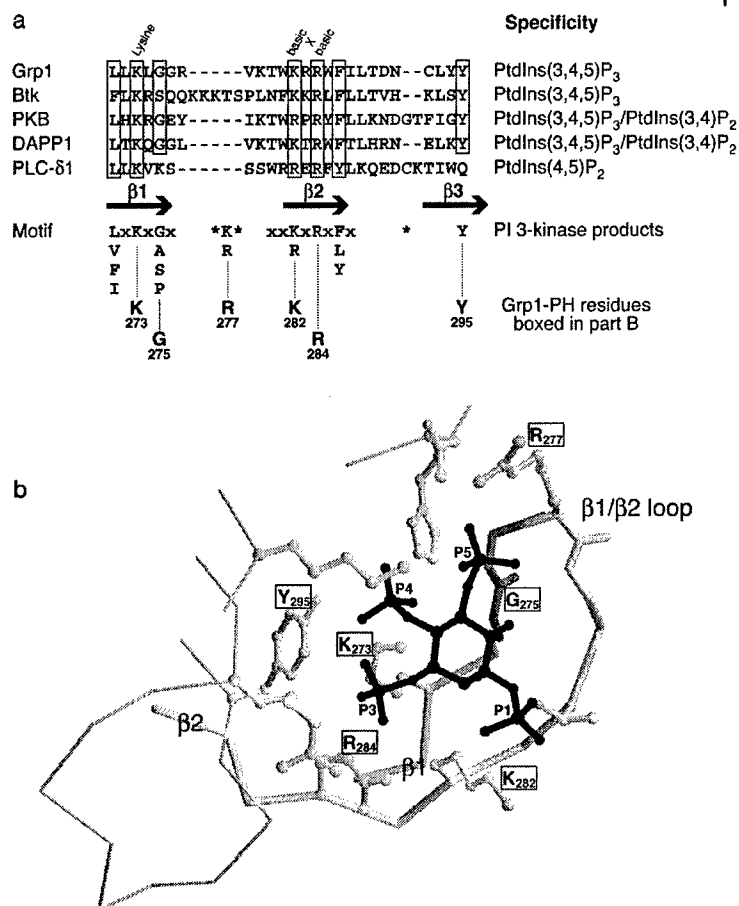 a
Specificity
Lysine basic X basic
Grp1 LLKLGGR-----VKTWKRRWFILTDN--CLYY PtdIns(3,4,5)P3
Btk FLKRSQQKKKTSPLNFKKRLFLLTVH-KLSY PtdIns(3,4,5)P3
PKB LHKRGEY-----IKTWRPRYFLLKNDGTFIGY PtdIns(3,4,5)P3/PtdIns(3,4)P2
DAPP1 LTKQGGL-----VKTWKTRWFTLHRN--ELKY PtdIns(3,4,5)P3/PtdIns(3,4)P2
PLC-δ1 LLKVKS------SSWRRERFYLKQEDCKTIWQ PtdIns(4,5)P2
β1 β2 β3
Motif LxKxGx *K* xxKxRxFx * Y PI 3-kinase products
V A R R L
F S Y
I P
K R K Y Grp1-PH residues
273 277 282 295 boxed in part B
G R
275 284
b
R277
β1/β2 loop
P5
P4
Y295
G275
K273
P3
P1
β2
R284
β1
K282